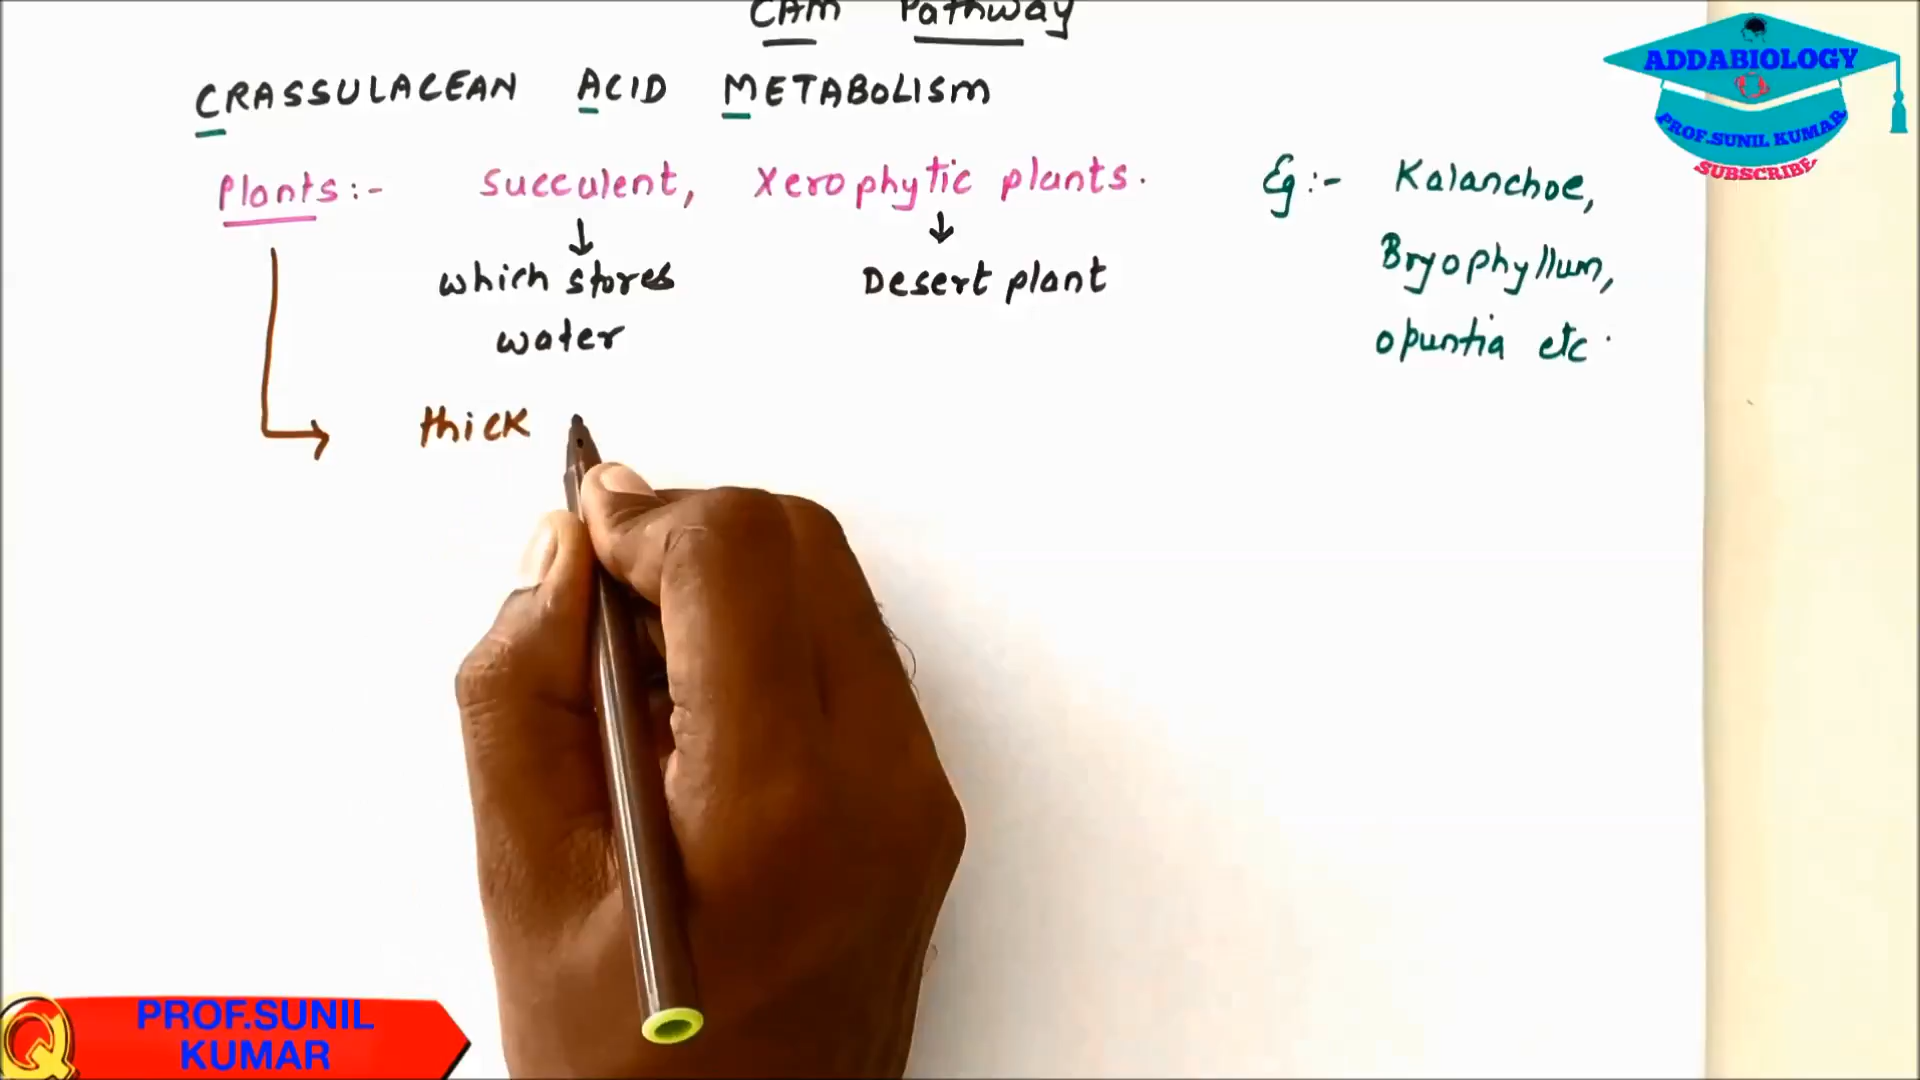 CAM Pathway
CRASSULACEAN ACID METABOLISM
Plants:- Succulent, Xerophytic plants.
which stores
water
Desert plant
thick
Eg:- Kalanchoe,
Bryophyllum,
opuntia etc.
ADDABIOLOGY
PROF.SUNIL KUMAR
SUBSCRIBE
PROF.SUNIL
KUMAR